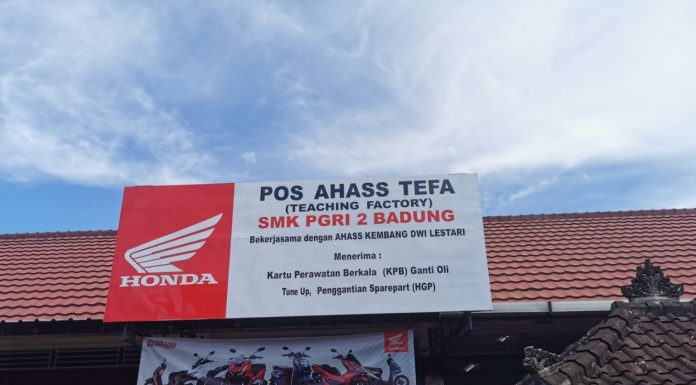 POS AHASS TEFA
(TEACHING FACTORY)
SMK PGRI 2 BADUNG
Bekerjasama dengan AHASS KEMBANG DWI LESTARI
Menerima :
Kartu Perawatan Berkala (KPB) Ganti Oli
Tune Up, Penggantian Sparepart (HGP)
HONDA